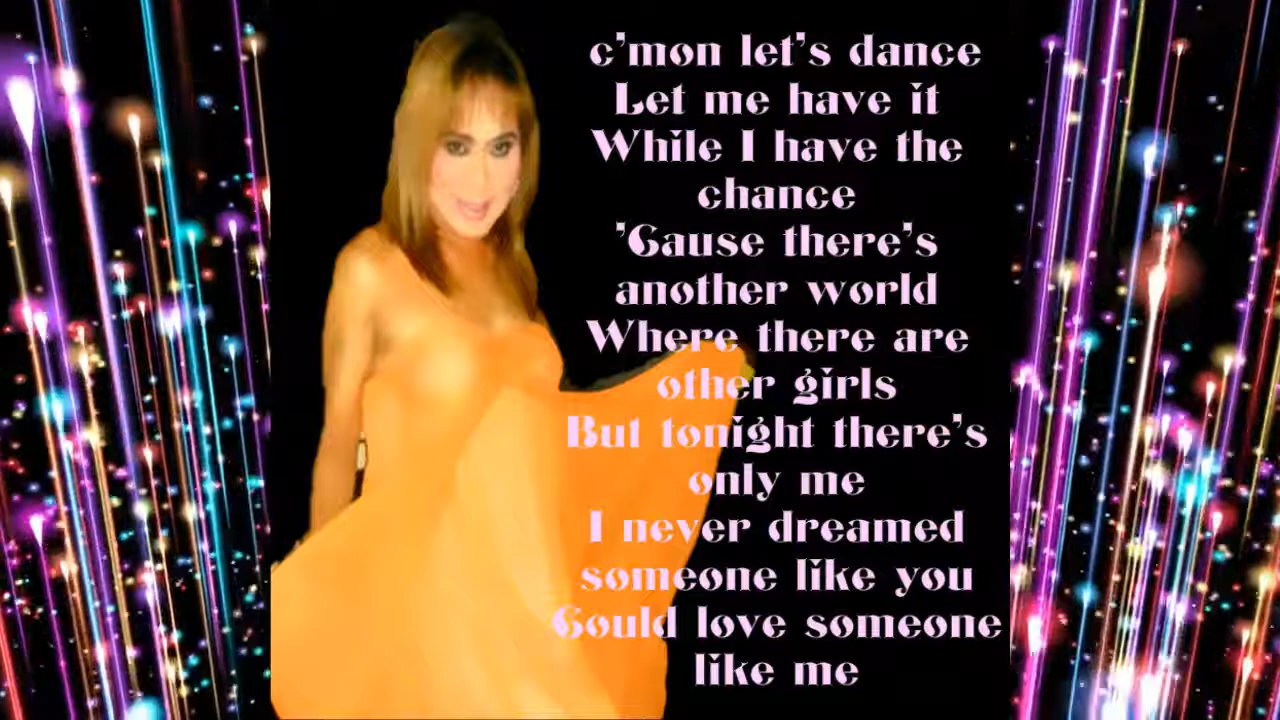 c'mon let's dance
Let me have it
While I have the
chance
'Cause there's
another world
Where there are
other girls
But tonight there's
only me
I never dreamed
someone like you
Could love someone
like me